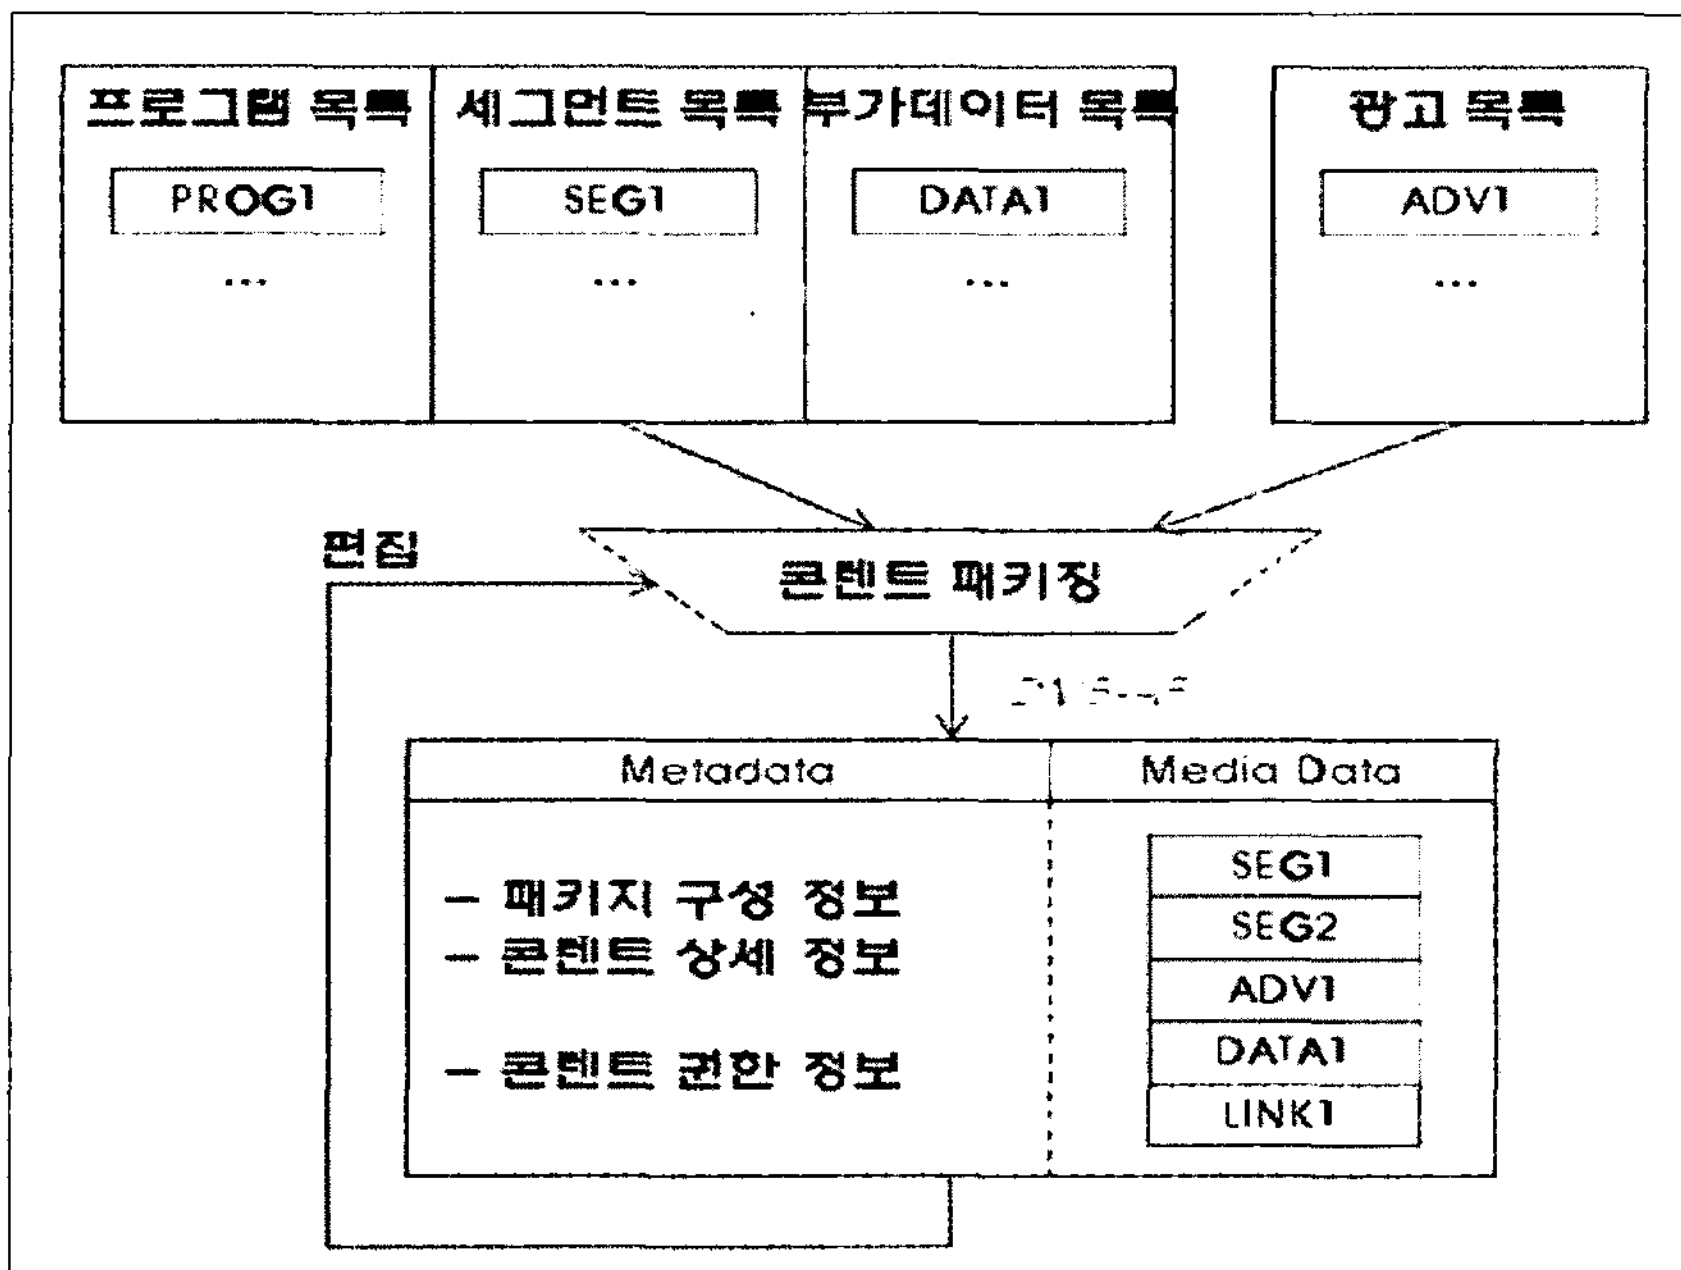 프로그램 목록 세그먼트 목록 부가데이터 목록 광고 목록
PROG1 SEG1 DATA1 ADV1
... ... ... ...
편집
콘텐트 패키징
Metadata Media Data
SEG1
- 패키지 구성 정보
SEG2
- 콘텐트 상세 정보
ADV1
DATA1
- 콘텐트 권한 정보
LINK1